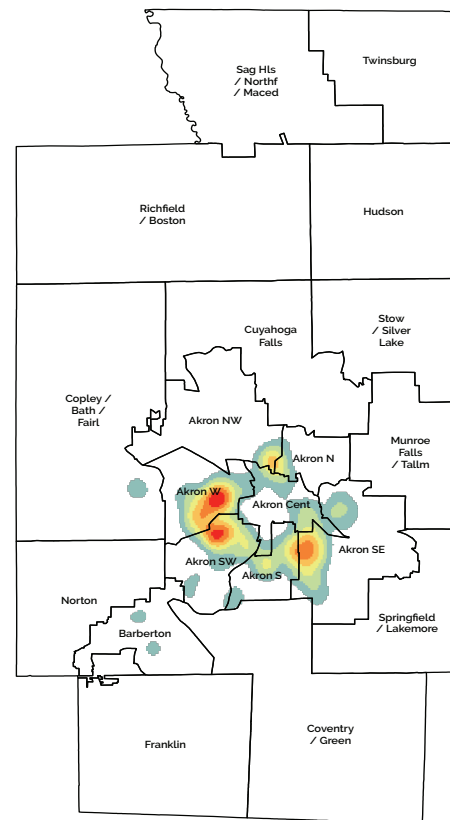 Twinsburg
Sag Hls
/ Northf
/ Maced
Richfield
/ Boston
Hudson
Stow
/ Silver
Lake
Cuyahoga
Falls
Copley /
Bath /
Fairl
Akron NW
Munroe
Falls
/ Tallm
Akron N
Akron W
Akron Cent
Akron SE
Akron SW
Akron S
Norton
Springfield
/ Lakemore
Barberton
Coventry
/ Green
Franklin